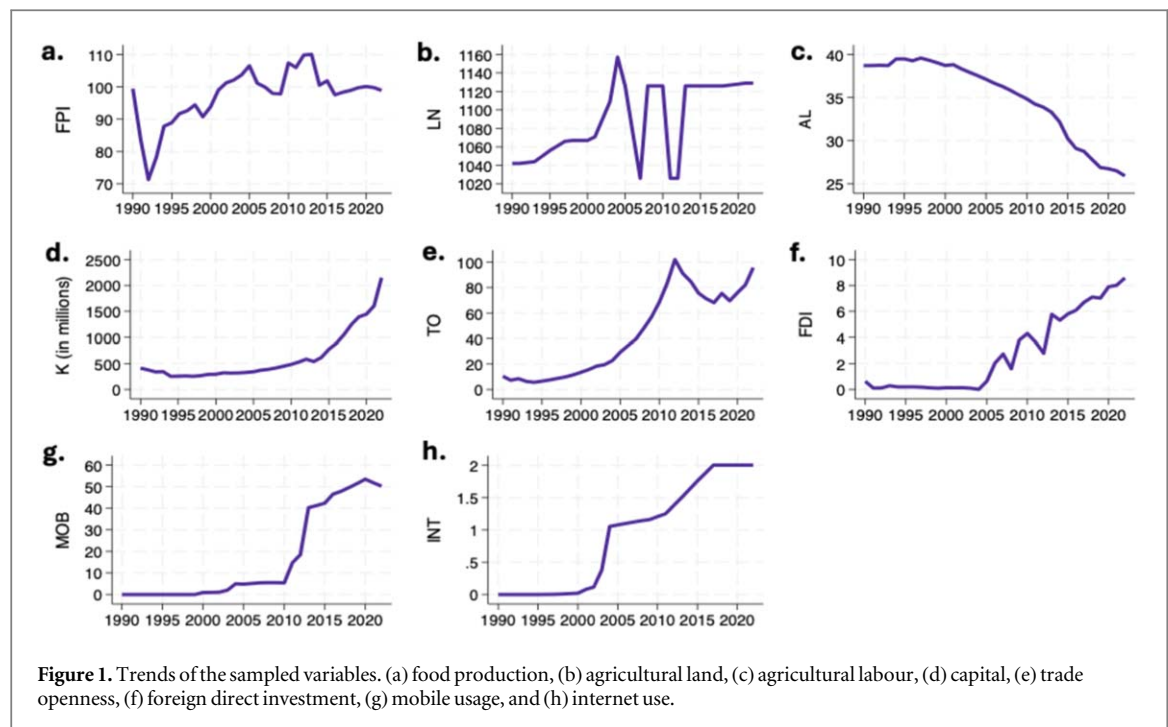 a.
FPI
110
100
90
80
70
1990 1995 2000 2005 2010 2015 2020
b.
LN
1160
1140
1120
1100
1080
1060
1040
1020
1990 1995 2000 2005 2010 2015 2020
c.
AL
40
35
30
25
1990 1995 2000 2005 2010 2015 2020
d.
K (in millions)
2500
2000
1500
1000
500
0
1990 1995 2000 2005 2010 2015 2020
e.
TO
100
80
60
40
20
0
1990 1995 2000 2005 2010 2015 2020
f.
FDI
10
8
6
4
2
0
1990 1995 2000 2005 2010 2015 2020
g.
MOB
60
50
40
30
20
10
0
1990 1995 2000 2005 2010 2015 2020
h.
INT
2
1.5
1
.5
0
1990 1995 2000 2005 2010 2015 2020
Figure 1. Trends of the sampled variables. (a) food production, (b) agricultural land, (c) agricultural labour, (d) capital, (e) trade
openness, (f) foreign direct investment, (g) mobile usage, and (h) internet use.